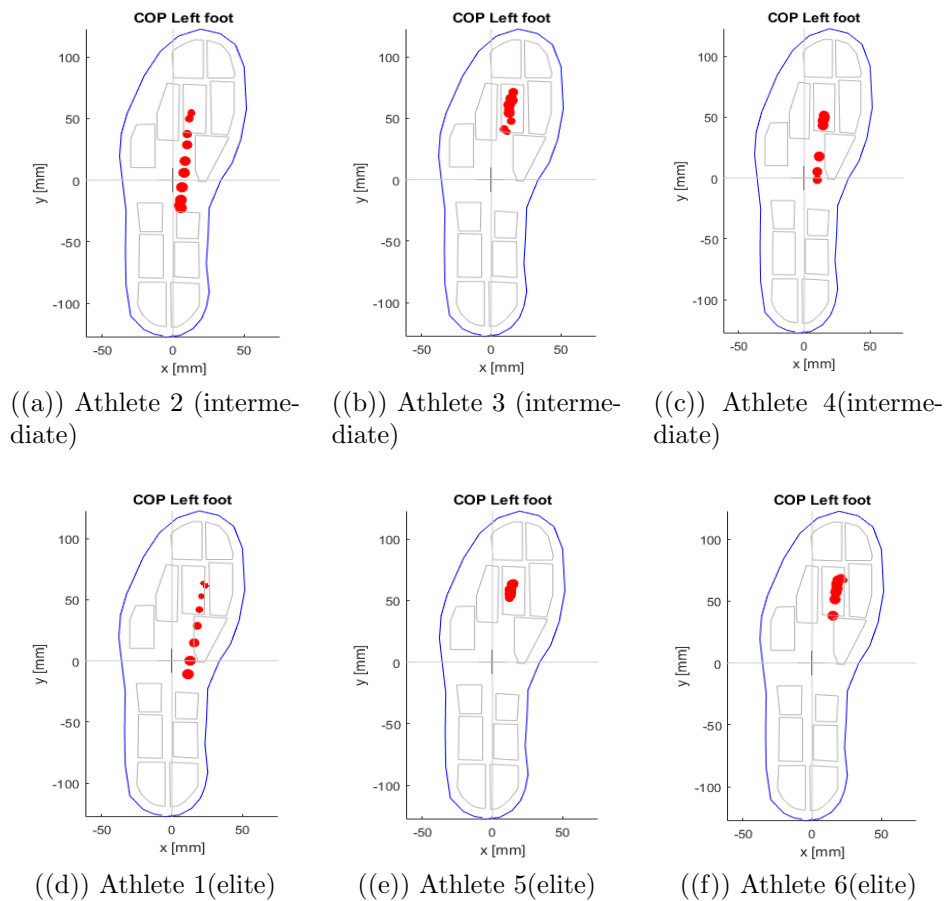 COP Left foot
100
50
0
-50
-100
y [mm]
-50
0
50
x [mm]
((a)) Athlete 2 (interme-
diate)
COP Left foot
100
50
0
-50
-100
y [mm]
-50
0
50
x [mm]
((b)) Athlete 3 (interme-
diate)
COP Left foot
100
50
0
-50
-100
y [mm]
-50
0
50
x [mm]
((c)) Athlete 4(interme-
diate)
COP Left foot
100
50
0
-50
-100
y [mm]
-50
0
50
x [mm]
((d)) Athlete 1(elite)
COP Left foot
100
50
0
-50
-100
y [mm]
-50
0
50
x [mm]
((e)) Athlete 5(elite)
COP Left foot
100
50
0
-50
-100
y [mm]
-50
0
50
x [mm]
((f)) Athlete 6(elite)